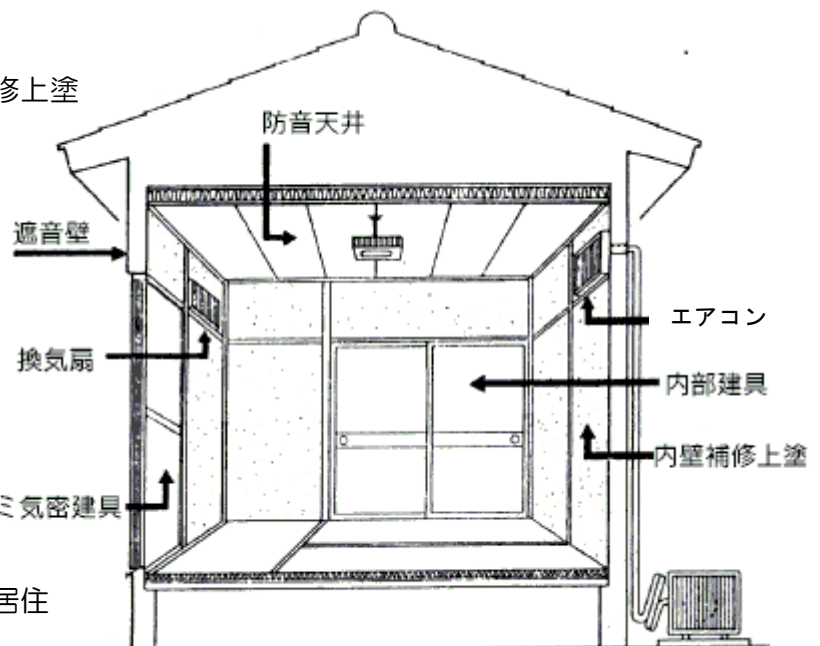 修上塗
防音天井
遮音壁
エアコン
換気扇
内部建具
内壁補修上塗
ミ気密建具
居住